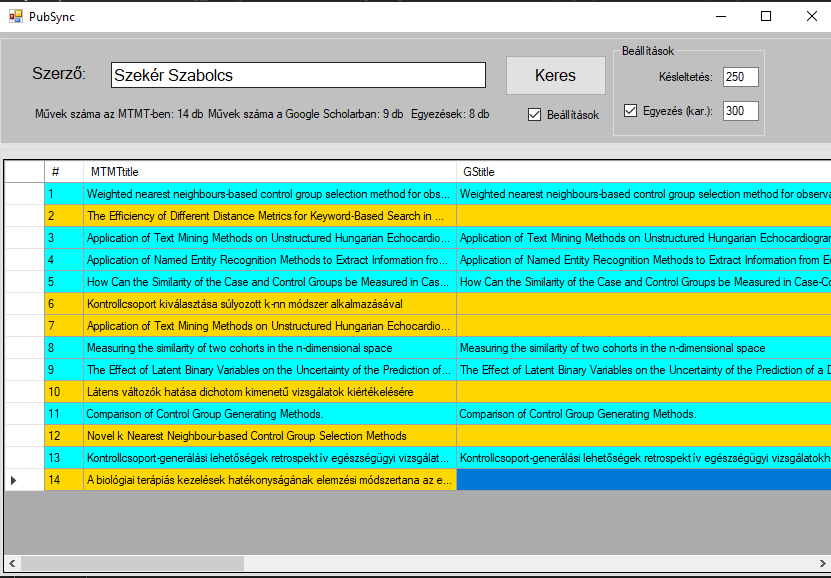 PubSync
Beállítások
Szerző: Szekér Szabolcs Keres Késleltetés: 250
Művek száma az MTMT-ben: 14 db Művek száma a Google Scholarban: 9 db Egyezések: 8 db Beállítások Egyezés (kar.): 300
# MTMTtitle GStitle
1 Weighted nearest neighbours-based control group selection method for obs... Weighted nearest neighbours-based control group selection method for observa
2 The Efficiency of Different Distance Metrics for Keyword-Based Search in ...
3 Application of Text Mining Methods on Unstructured Hungarian Echocardio... Application of Text Mining Methods on Unstructured Hungarian Echocardiogram
4 Application of Named Entity Recognition Methods to Extract Information fro... Application of Named Entity Recognition Methods to Extract Information from E
5 How Can the Similarity of the Case and Control Groups be Measured in Cas... How Can the Similarity of the Case and Control Groups be Measured in Case-Co
6 Kontrollcsoport kiválasztása súlyozott k-nn módszer alkalmazásával
7 Application of Text Mining Methods on Unstructured Hungarian Echocardio...
8 Measuring the similarity of two cohorts in the n-dimensional space Measuring the similarity of two cohorts in the n-dimensional space
9 The Effect of Latent Binary Variables on the Uncertainty of the Prediction of... The Effect of Latent Binary Variables on the Uncertainty of the Prediction of a D
10 Látens változók hatása dichotom kimenetű vizsgálatok kiértékelésére
11 Comparison of Control Group Generating Methods. Comparison of Control Group Generating Methods.
12 Novel k Nearest Neighbour-based Control Group Selection Methods
13 Kontrollcsoport-generálási lehetőségek retrospektív egészségügyi vizsgálat... Kontrollcsoport-generálási lehetőségek retrospektív egészségügyi vizsgálatokh
14 A biológiai terápiás kezelések hatékonyságának elemzési módszertana az e...